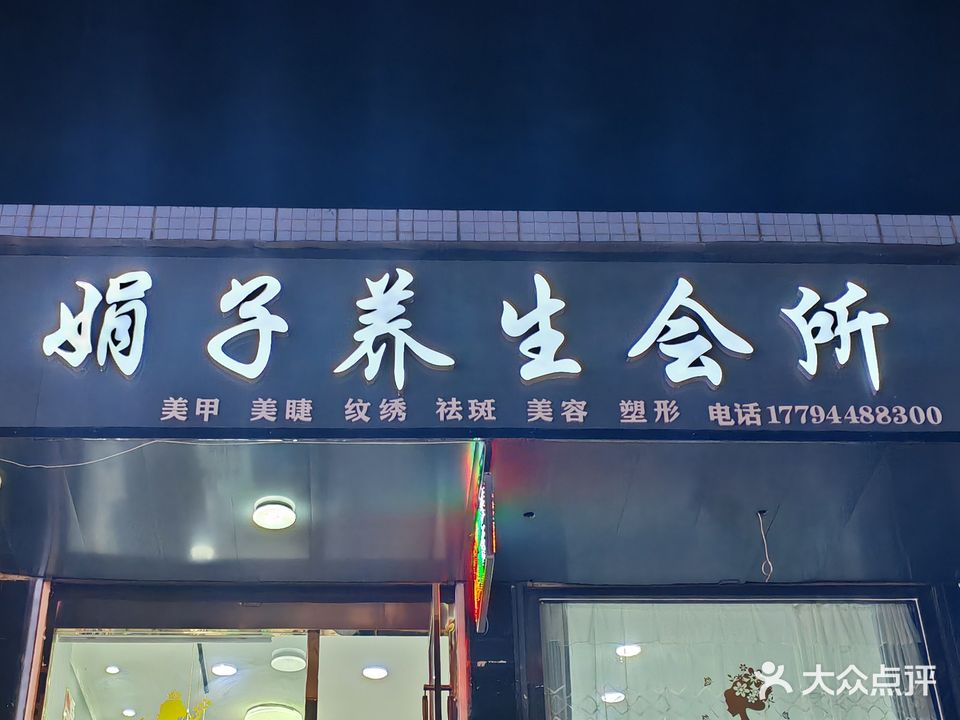 娟子养生会所
美甲 美睫 纹绣 祛斑 美容 塑形 电话17794488300
大众点评